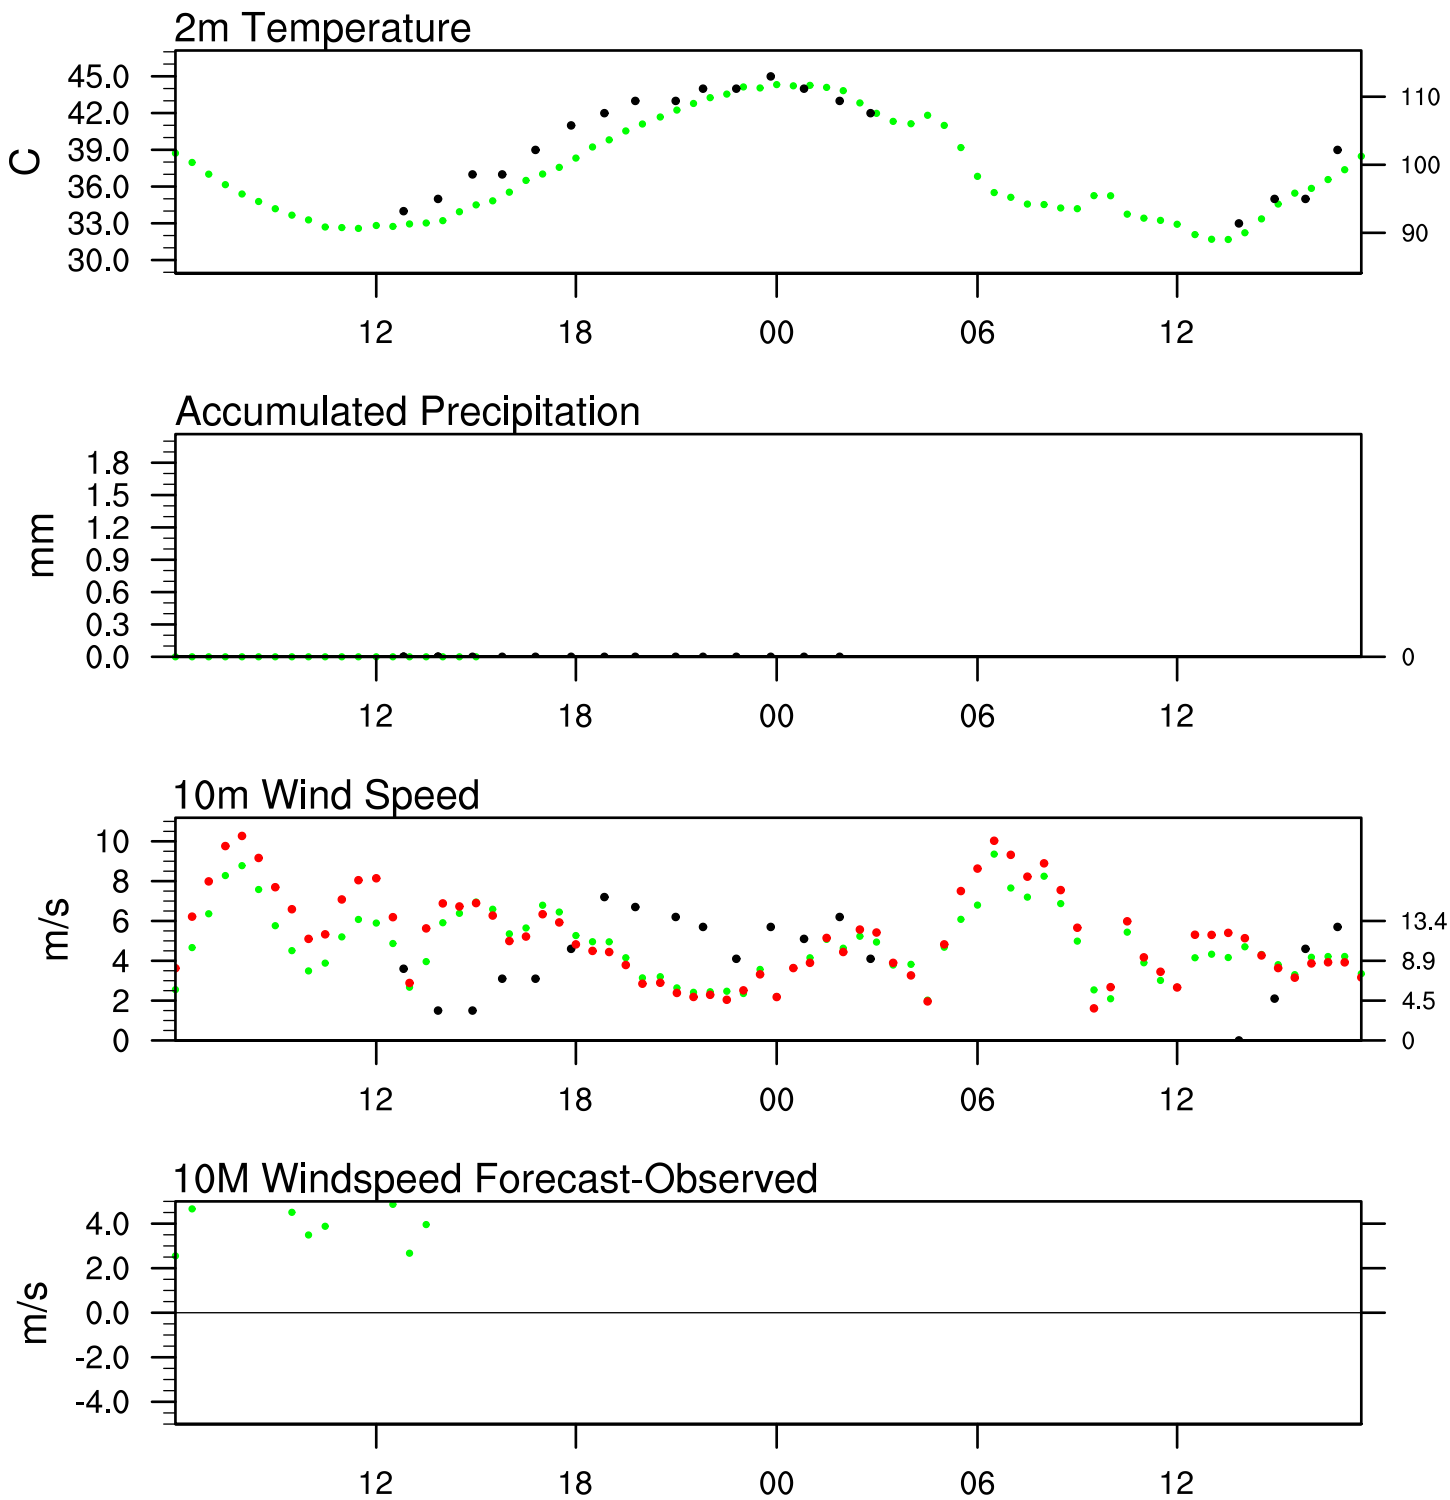 2m Temperature
45.0
42.0
39.0
36.0
33.0
30.0
C
110
100
90
12 18 00 06 12
Accumulated Precipitation
1.8
1.5
1.2
0.9
0.6
0.3
0.0
mm
0
12 18 00 06 12
10m Wind Speed
10
8
6
4
2
0
m/s
13.4
8.9
4.5
0
12 18 00 06 12
10M Windspeed Forecast-Observed
4.0
2.0
0.0
-2.0
-4.0
m/s
12 18 00 06 12